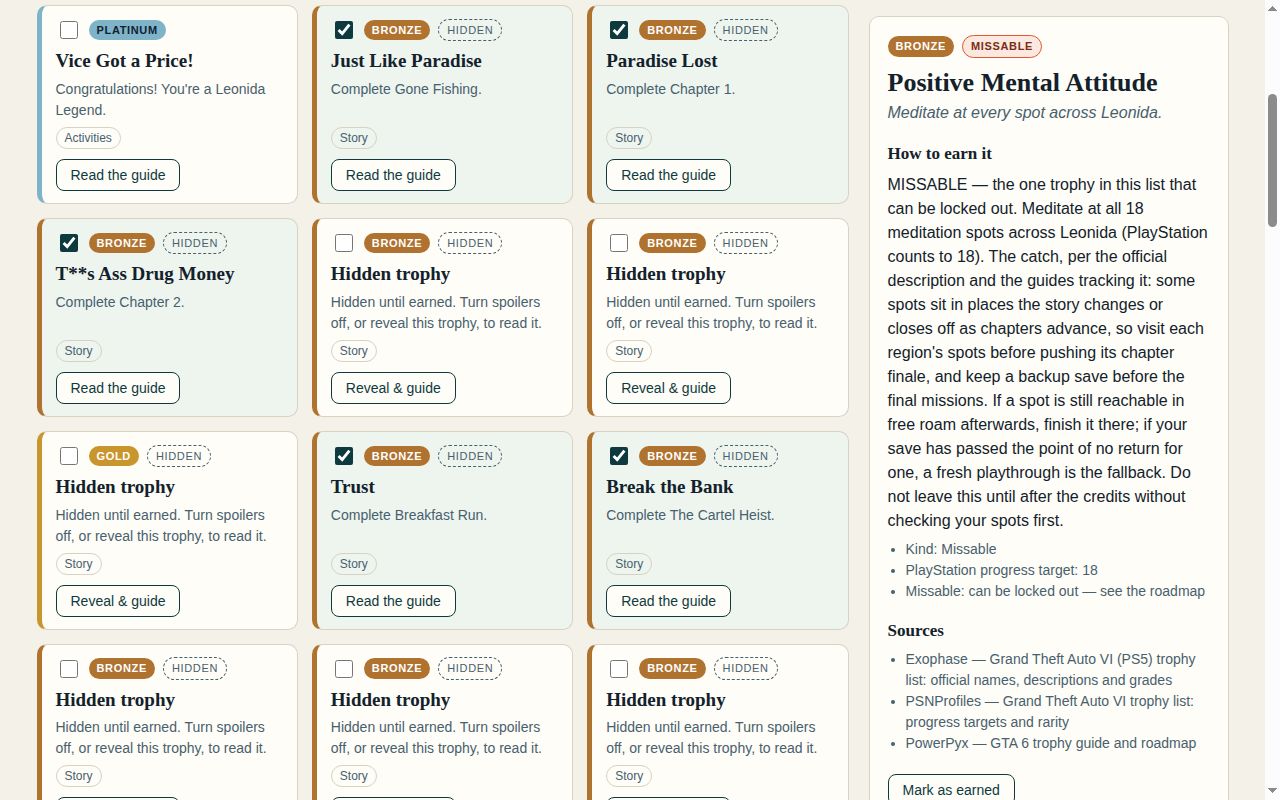 PLATINUM
Vice Got a Price!
Congratulations! You're a Leonida
Legend.
Activities
Read the guide
BRONZE HIDDEN
Just Like Paradise
Complete Gone Fishing.
Story
Read the guide
BRONZE HIDDEN
Paradise Lost
Complete Chapter 1.
Story
Read the guide
BRONZE HIDDEN
T**s Ass Drug Money
Complete Chapter 2.
Story
Read the guide
BRONZE HIDDEN
Hidden trophy
Hidden until earned. Turn spoilers
off, or reveal this trophy, to read it.
Story
Reveal & guide
BRONZE HIDDEN
Hidden trophy
Hidden until earned. Turn spoilers
off, or reveal this trophy, to read it.
Story
Reveal & guide
GOLD HIDDEN
Hidden trophy
Hidden until earned. Turn spoilers
off, or reveal this trophy, to read it.
Story
Reveal & guide
BRONZE HIDDEN
Trust
Complete Breakfast Run.
Story
Read the guide
BRONZE HIDDEN
Break the Bank
Complete The Cartel Heist.
Story
Read the guide
BRONZE HIDDEN
Hidden trophy
Hidden until earned. Turn spoilers
off, or reveal this trophy, to read it.
Story
BRONZE HIDDEN
Hidden trophy
Hidden until earned. Turn spoilers
off, or reveal this trophy, to read it.
Story
BRONZE HIDDEN
Hidden trophy
Hidden until earned. Turn spoilers
off, or reveal this trophy, to read it.
Story
BRONZE MISSABLE
Positive Mental Attitude
Meditate at every spot across Leonida.
How to earn it
MISSABLE — the one trophy in this list that
can be locked out. Meditate at all 18
meditation spots across Leonida (PlayStation
counts to 18). The catch, per the official
description and the guides tracking it: some
spots sit in places the story changes or
closes off as chapters advance, so visit each
region's spots before pushing its chapter
finale, and keep a backup save before the
final missions. If a spot is still reachable in
free roam afterwards, finish it there; if your
save has passed the point of no return for
one, a fresh playthrough is the fallback. Do
not leave this until after the credits without
checking your spots first.
• Kind: Missable
• PlayStation progress target: 18
• Missable: can be locked out — see the roadmap
Sources
• Exophase — Grand Theft Auto VI (PS5) trophy
list: official names, descriptions and grades
• PSNProfiles — Grand Theft Auto VI trophy list:
progress targets and rarity
• PowerPyx — GTA 6 trophy guide and roadmap
Mark as earned